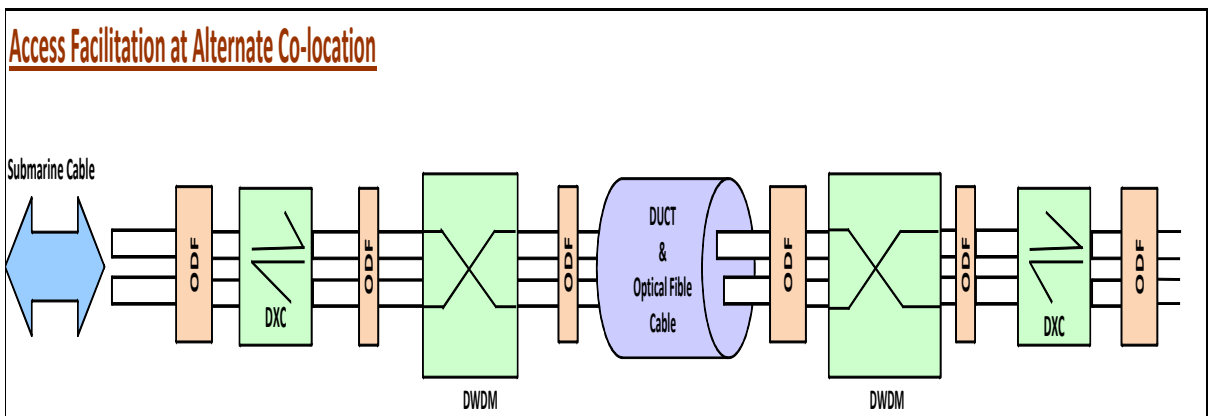 Access Facilitation at Alternate Co-location
Submarine Cable
ODF
DXC
ODF
DWDM
ODF
DUCT
&
Optical Fible
Cable
ODF
DWDM
ODF
DXC
ODF